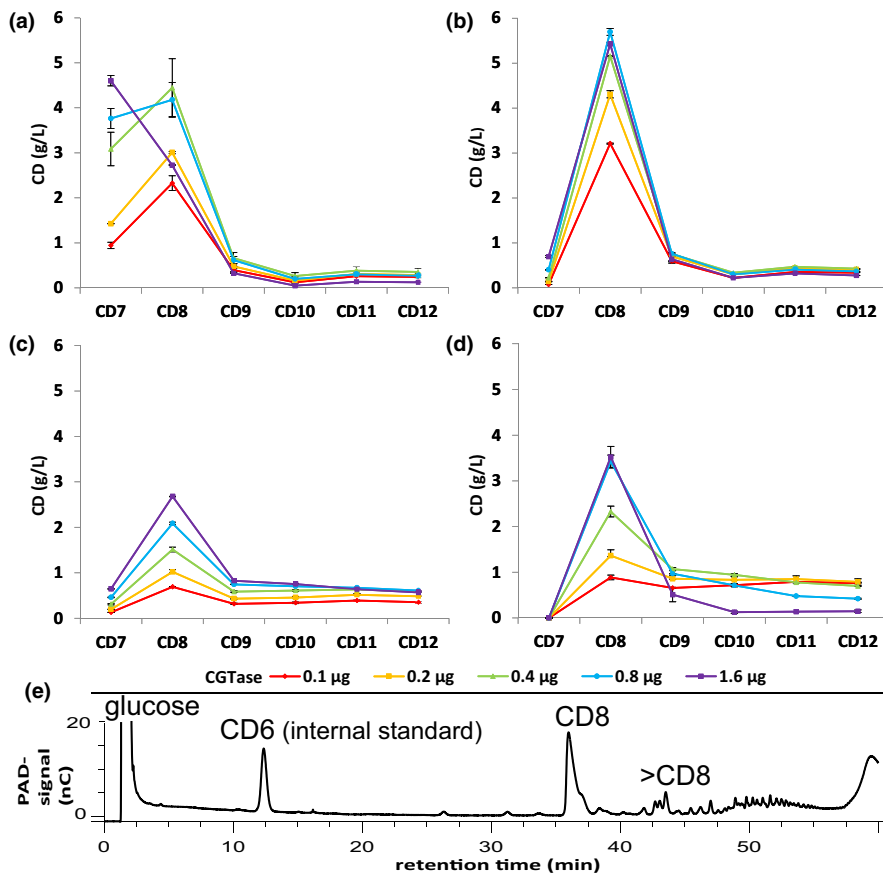 (a)
6
5
4
3
2
1
0
CD (g/L)
CD7 CD8 CD9 CD10 CD11 CD12
(b)
6
5
4
3
2
1
0
CD (g/L)
CD7 CD8 CD9 CD10 CD11 CD12
(c)
6
5
4
3
2
1
0
CD (g/L)
CD7 CD8 CD9 CD10 CD11 CD12
(d)
6
5
4
3
2
1
0
CD (g/L)
CD7 CD8 CD9 CD10 CD11 CD12
CGTase 0.1 µg 0.2 µg 0.4 µg 0.8 µg 1.6 µg
(e)
glucose
CD6 (internal standard)
CD8
>CD8
20
0
PAD-
signal
(nC)
0 10 20 30 40 50
retention time (min)